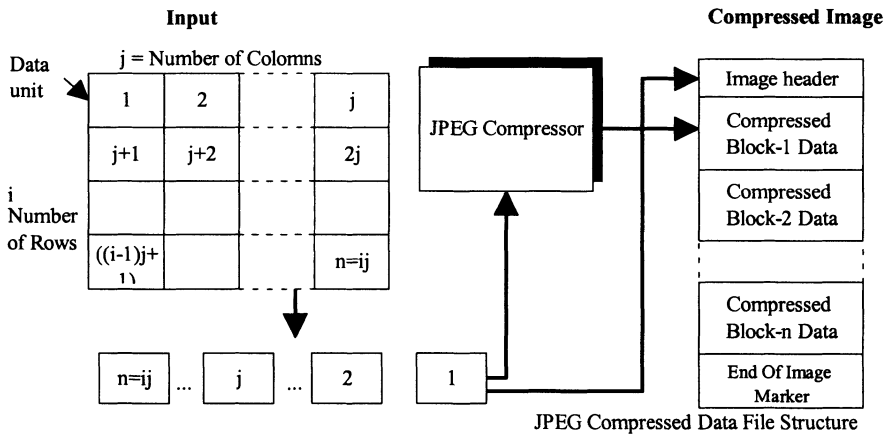 Input
Compressed Image
j = Number of Coloms
Data
unit
1
2
j
j+1
j+2
2j
i
Number
of Rows
((i-1)j+
1)
n=ij
JPEG Compressor
Image header
Compressed
Block-1 Data
Compressed
Block-2 Data
Compressed
Block-n Data
End Of Image
Marker
n=ij
...
j
...
2
1
JPEG Compressed Data File Structure